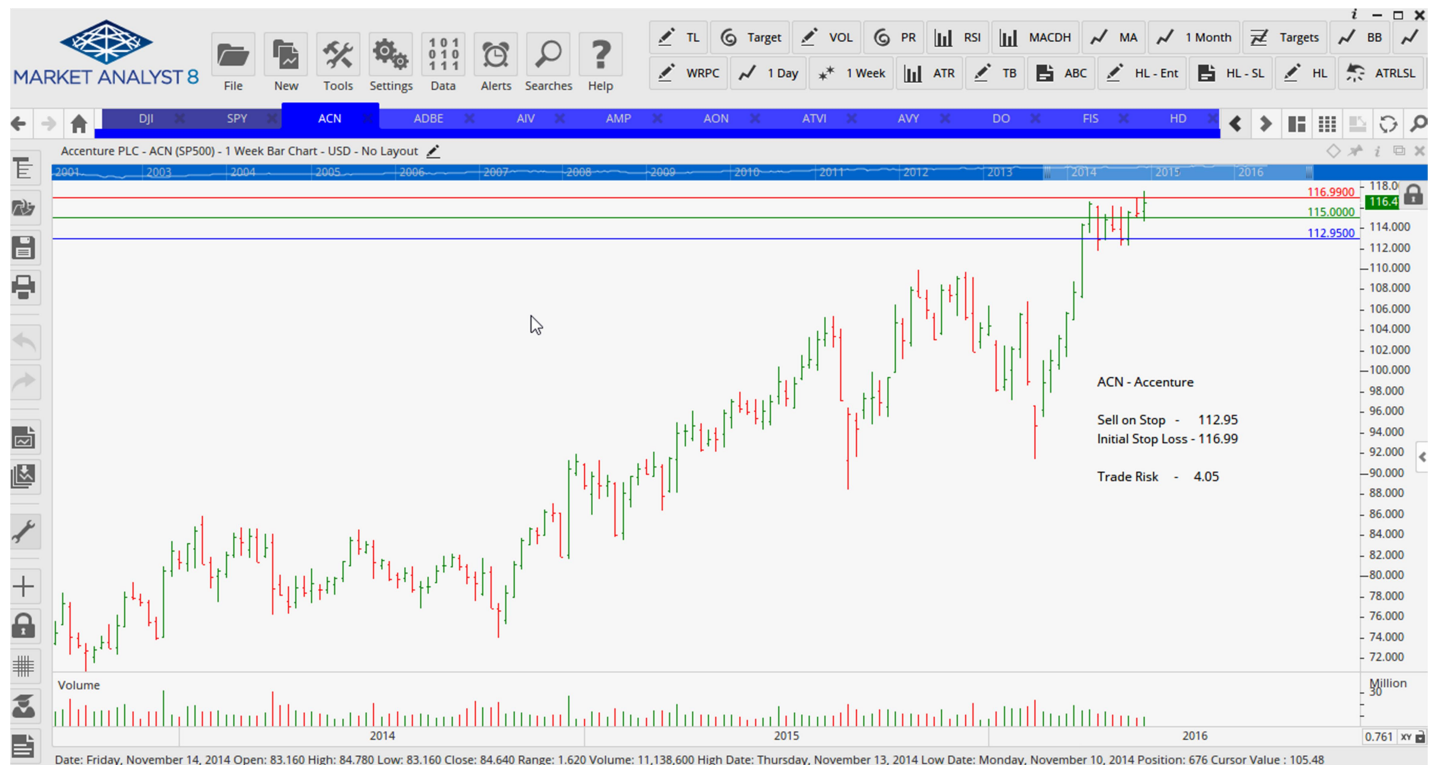 i
TL Target VOL PR RSI MACDH MA 1 Month Targets BB
WRPC 1 Day 1 Week ATR TB ABC HL - Ent HL - SL HL ATRLSL
MARKET ANALYST 8
101
010
111
File New Tools Settings Data Alerts Searches ? Help
DJI SPY ACN ADBE AIV AMP AON ATVI AVY DO FIS HD
Accenture PLC - ACN (SP500) - 1 Week Bar Chart - USD - No Layout
2001 2003 2004 2005 2006 2007 2008 2009 2010 2011 2012 2013 2014 2015 2016
116.9900
115.0000
112.9500
118.0
116.4
114.000
112.000
110.000
108.000
106.000
104.000
102.000
100.000
98.000
96.000
94.000
92.000
90.000
88.000
86.000
84.000
82.000
80.000
78.000
76.000
74.000
72.000
ACN - Accenture
Sell on Stop - 112.95
Initial Stop Loss - 116.99
Trade Risk - 4.05
Volume
Million
30
2014 2015 2016
0.761 XY
Date: Friday, November 14, 2014 Open: 83.160 High: 84.780 Low: 83.160 Close: 84.640 Range: 1.620 Volume: 11,138,600 High Date: Thursday, November 13, 2014 Low Date: Monday, November 10, 2014 Position: 676 Cursor Value : 105.48